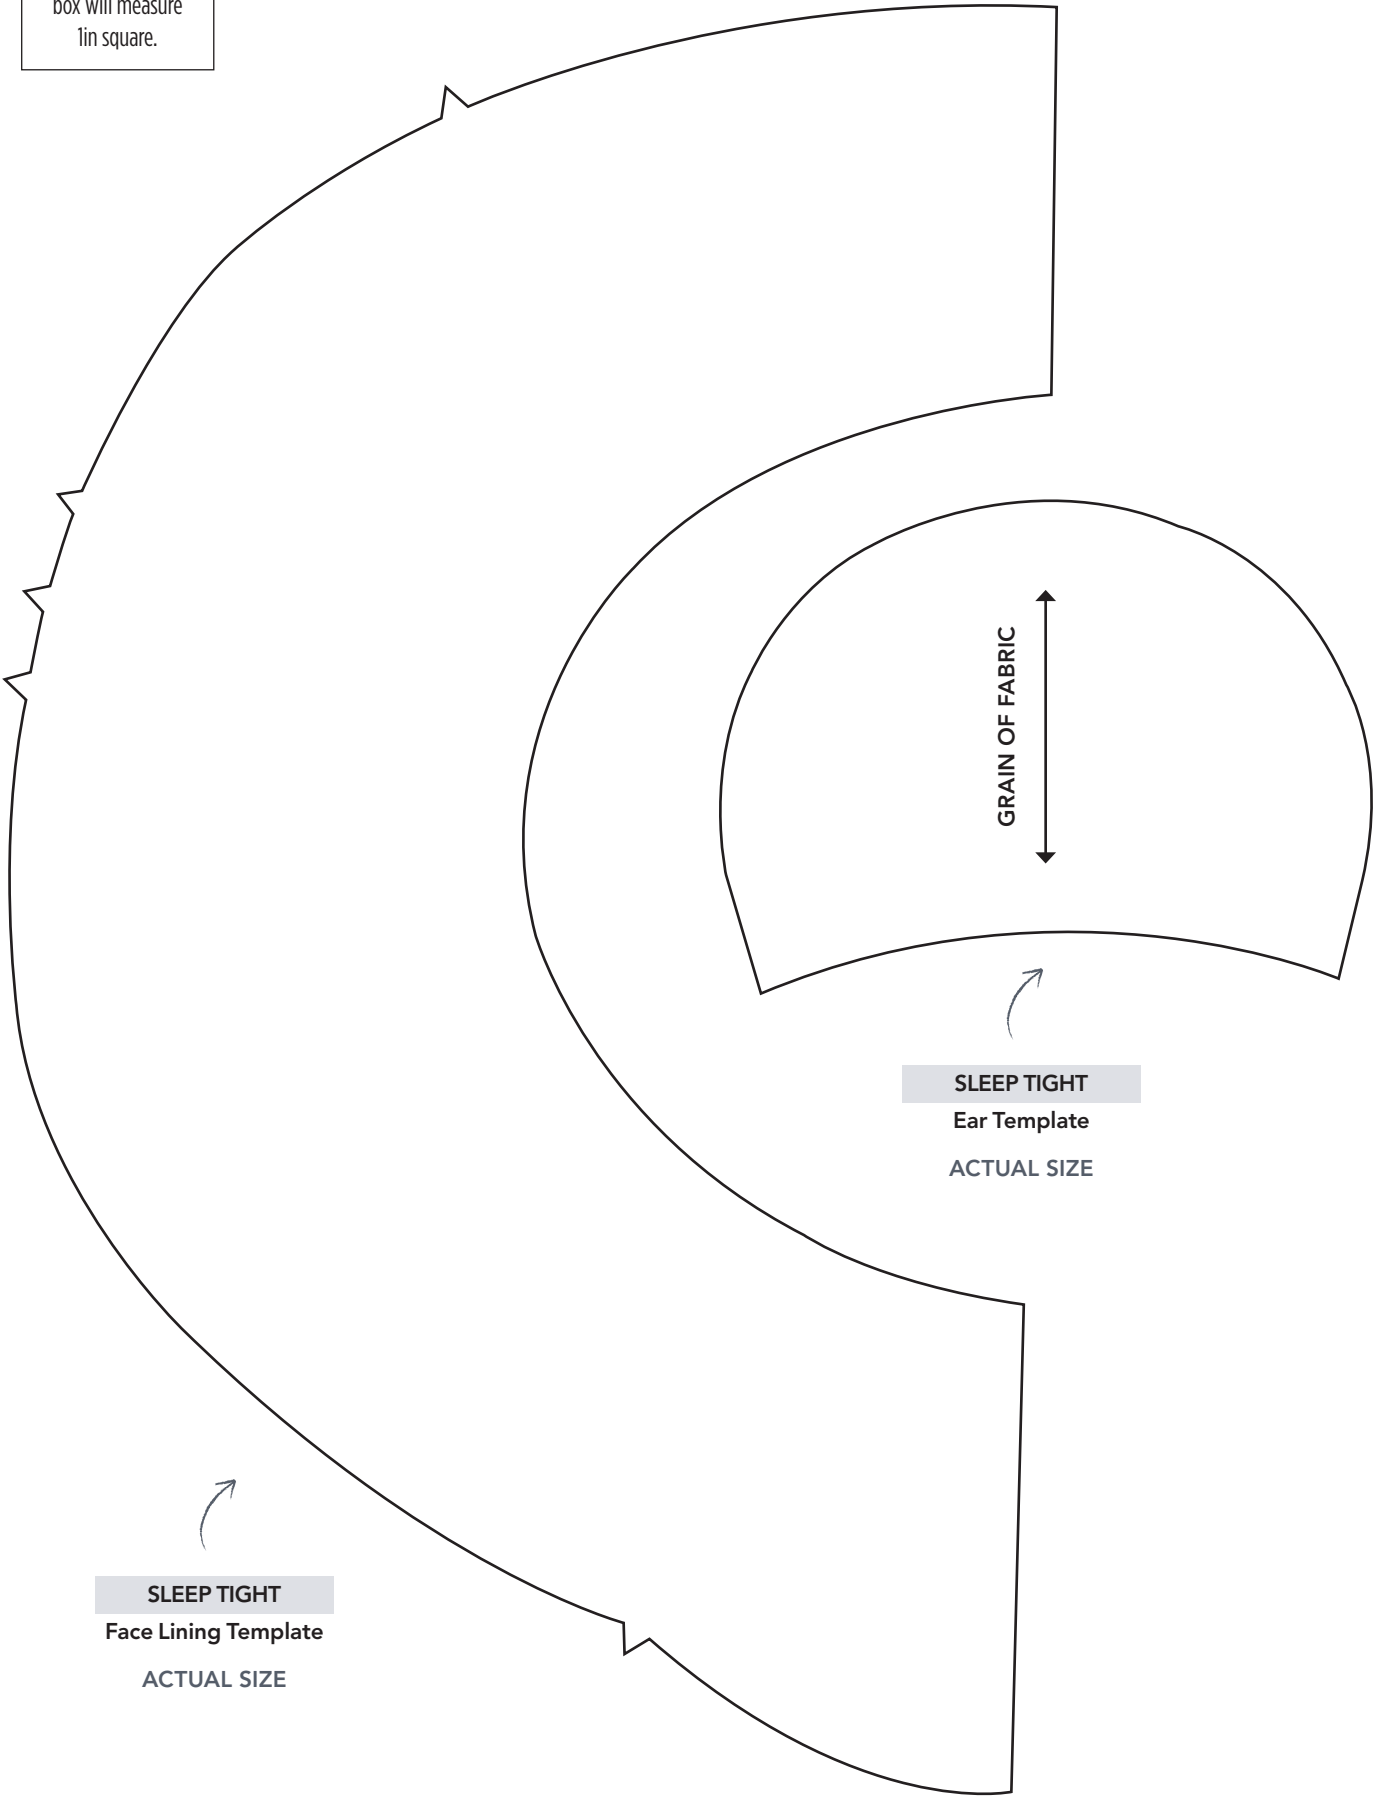 box will measure
1in square.
GRAIN OF FABRIC
SLEEP TIGHT
Ear Template
ACTUAL SIZE
SLEEP TIGHT
Face Lining Template
ACTUAL SIZE